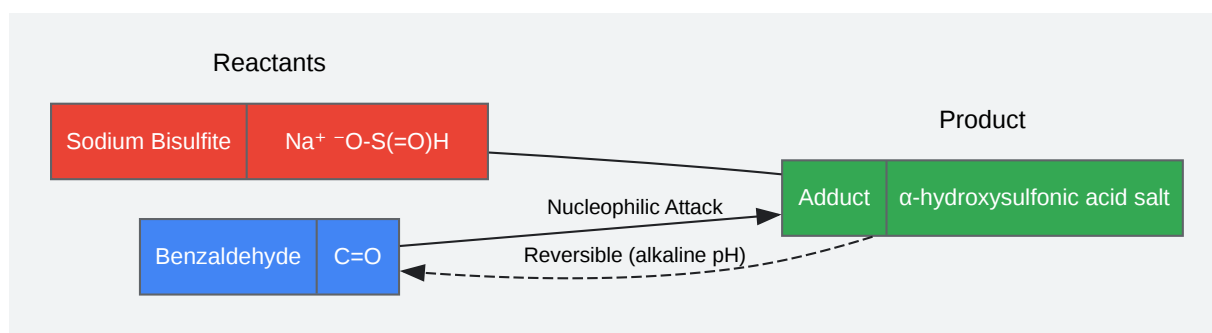 Reactants
Product
Sodium Bisulfite Na⁺ ⁻O-S(=O)H
Adduct α-hydroxysulfonic acid salt
Nucleophilic Attack
Benzaldehyde C=O
Reversible (alkaline pH)